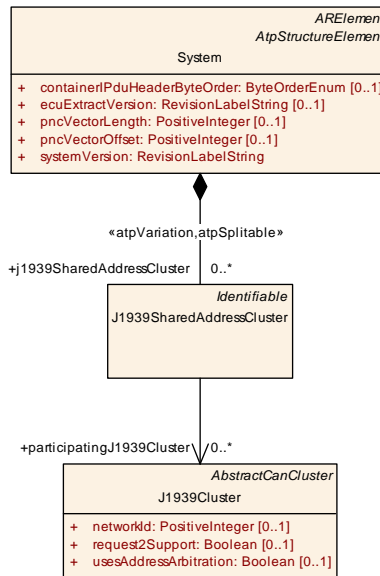 ARElemen
AtpStructureElemen
System
+ containerIPduHeaderByteOrder: ByteOrderEnum [0..1]
+ ecuExtractVersion: RevisionLabelString [0..1]
+ pncVectorLength: PositiveInteger [0..1]
+ pncVectorOffset: PositiveInteger [0..1]
+ systemVersion: RevisionLabelString
«atpVariation,atpSplitable»
+j1939SharedAddressCluster 0..*
Identifiable
J1939SharedAddressCluster
+participatingJ1939Cluster 0..*
AbstractCanCluster
J1939Cluster
+ networkId: PositiveInteger [0..1]
+ request2Support: Boolean [0..1]
+ usesAddressArbitration: Boolean [0..1]